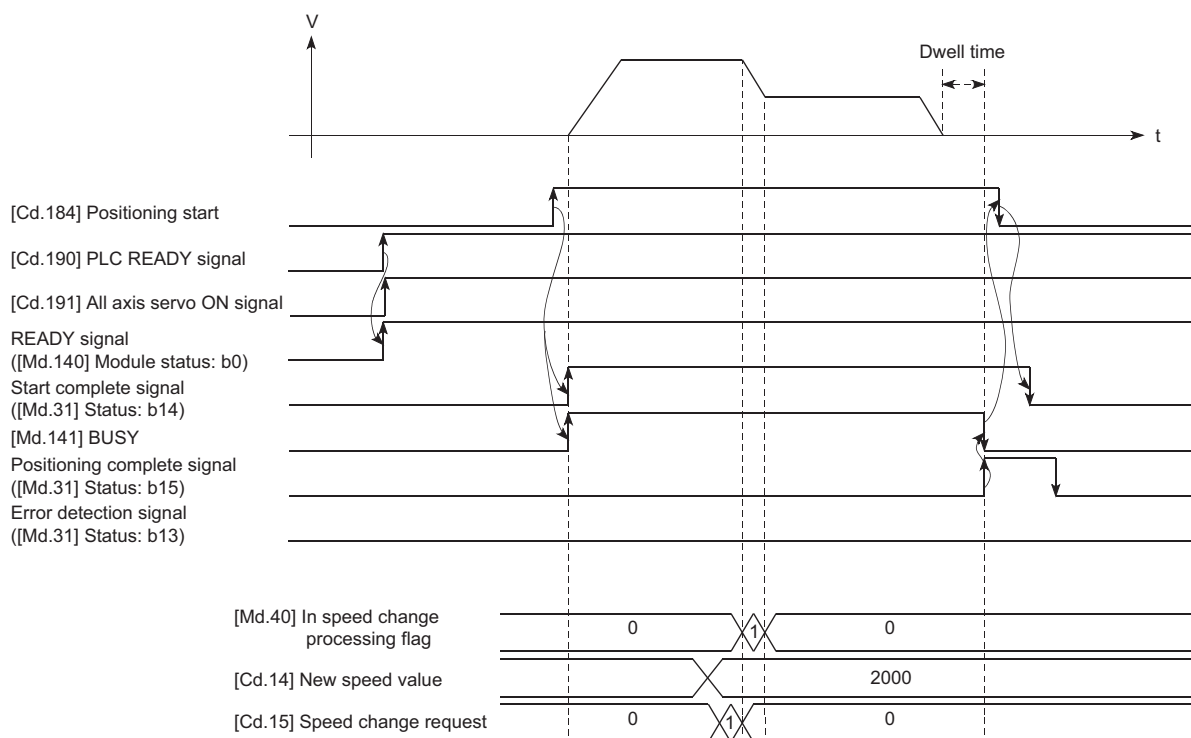 V
Dwell time
t
[Cd.184] Positioning start
[Cd.190] PLC READY signal
[Cd.191] All axis servo ON signal
READY signal
([Md.140] Module status: b0)
Start complete signal
([Md.31] Status: b14)
[Md.141] BUSY
Positioning complete signal
([Md.31] Status: b15)
Error detection signal
([Md.31] Status: b13)
[Md.40] In speed change
processing flag
0 1 0
[Cd.14] New speed value
2000
[Cd.15] Speed change request
0 1 0